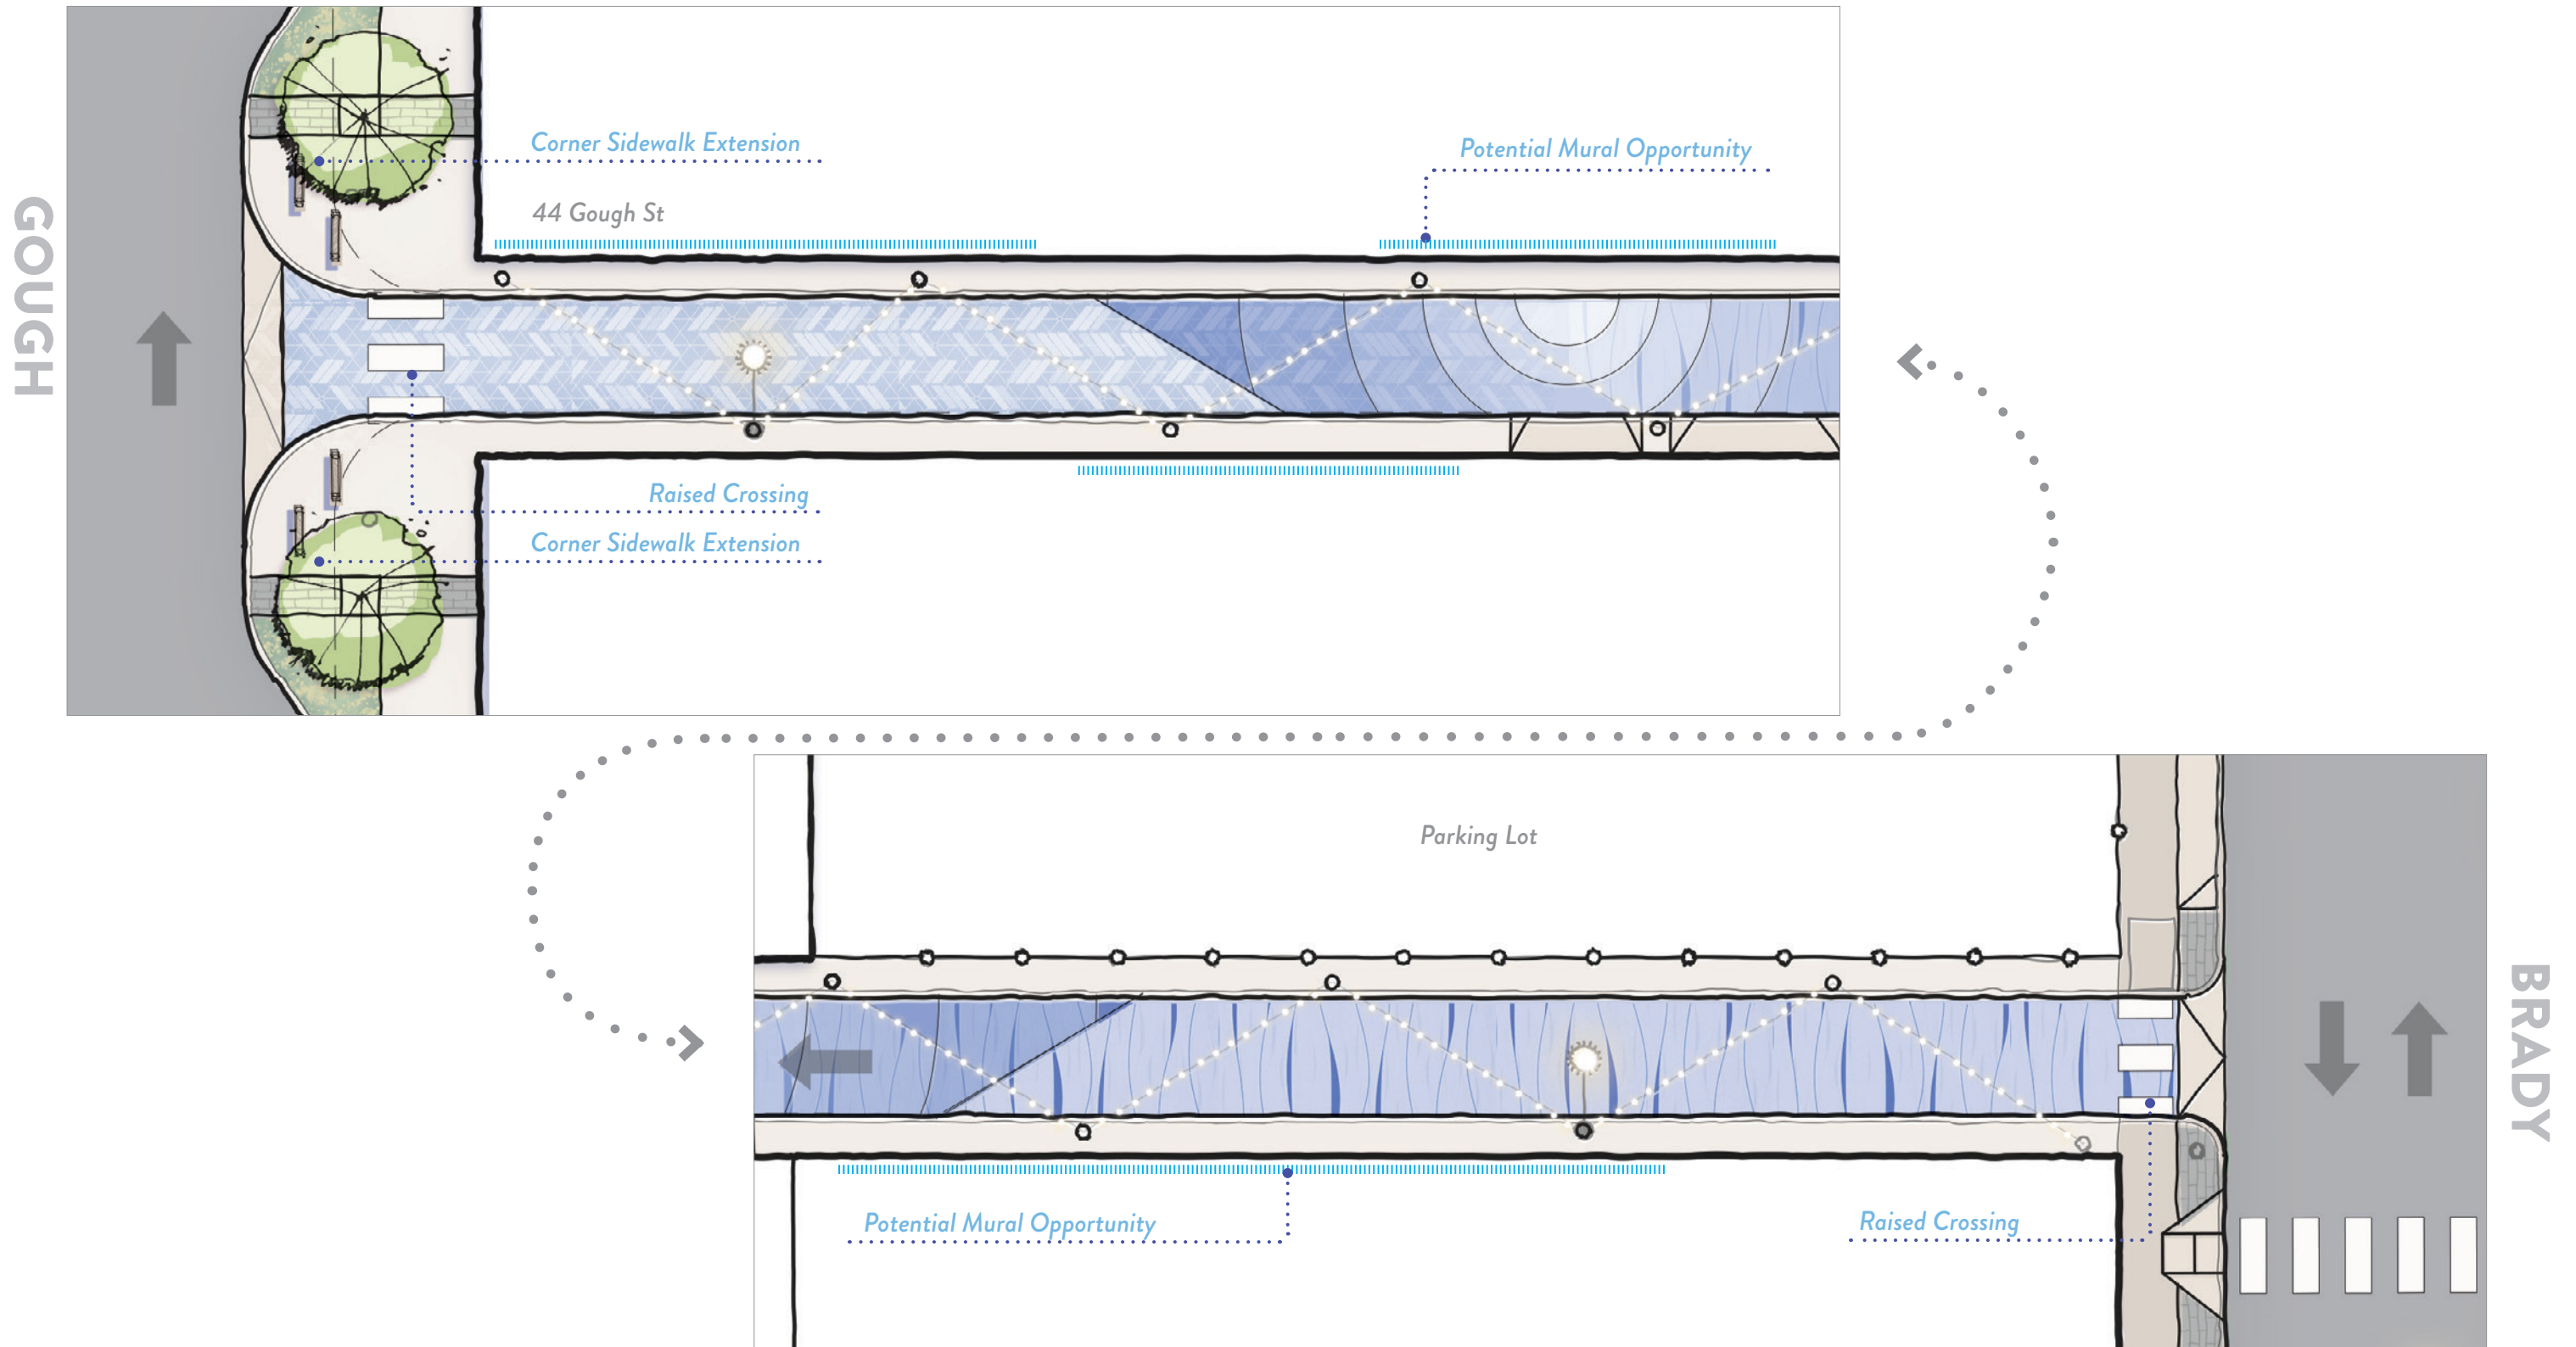 GOUGH
Corner Sidewalk Extension
Potential Mural Opportunity
44 Gough St
Raised Crossing
Corner Sidewalk Extension
Parking Lot
BRADY
Potential Mural Opportunity
Raised Crossing